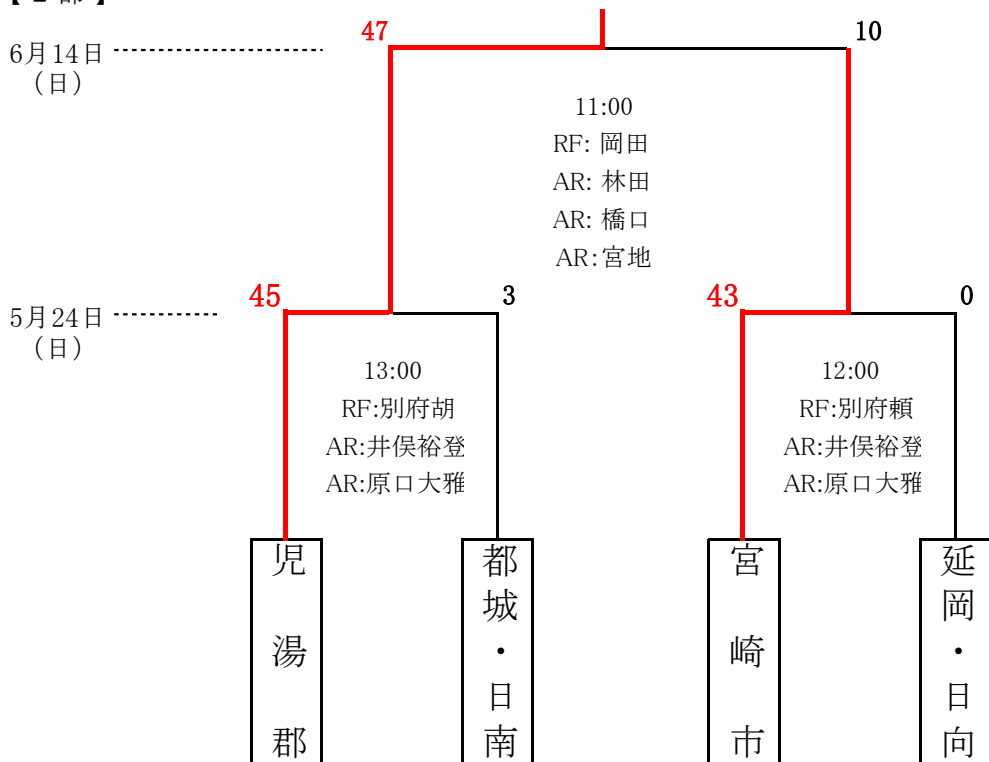 47
10
6月14日
（日）
11:00
RF: 岡田
AR: 林田
AR: 橋口
AR:宮地
45
3
43
0
5月24日
（日）
13:00
RF:別府胡
AR:井俣裕登
AR:原口大雅
12:00
RF:別府頼
AR:井俣裕登
AR:原口大雅
児湯郡
都城・日南
宮崎市
延岡・日向